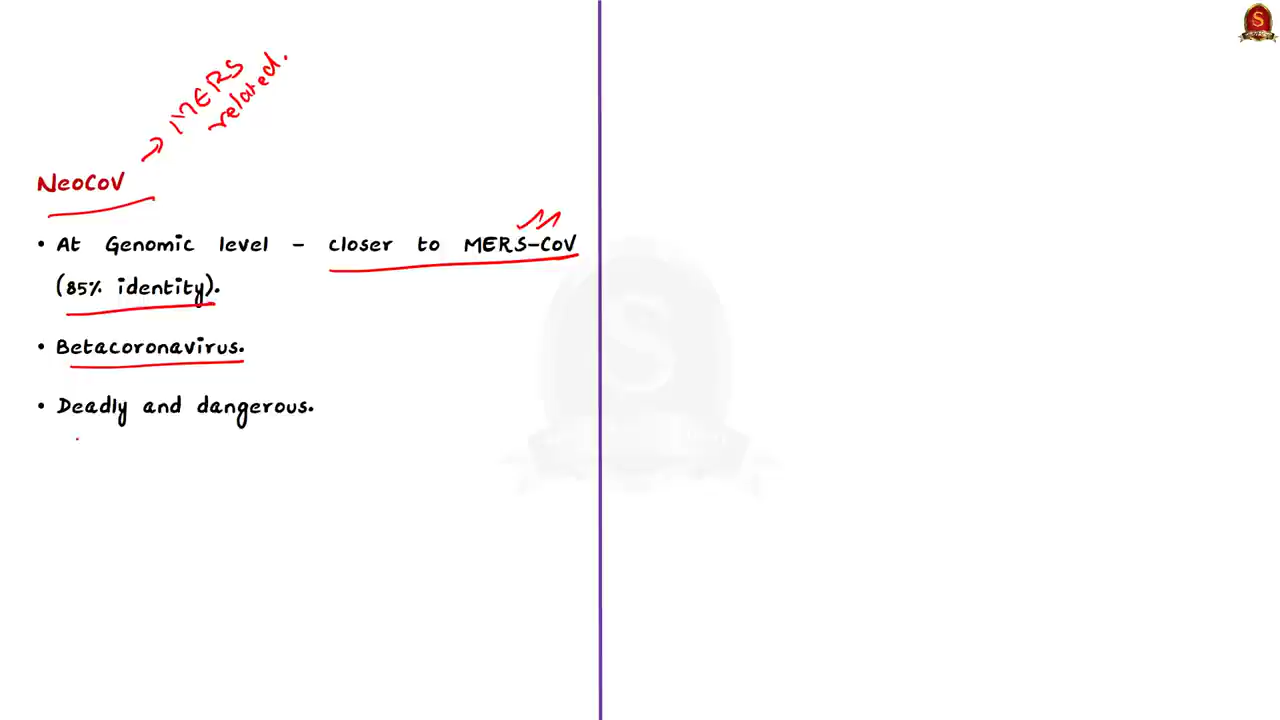 MERS
related.
NeoCoV
• At Genomic level - closer to MERS-CoV
(85% identity).
• Betacoronavirus.
• Deadly and dangerous.
S
S